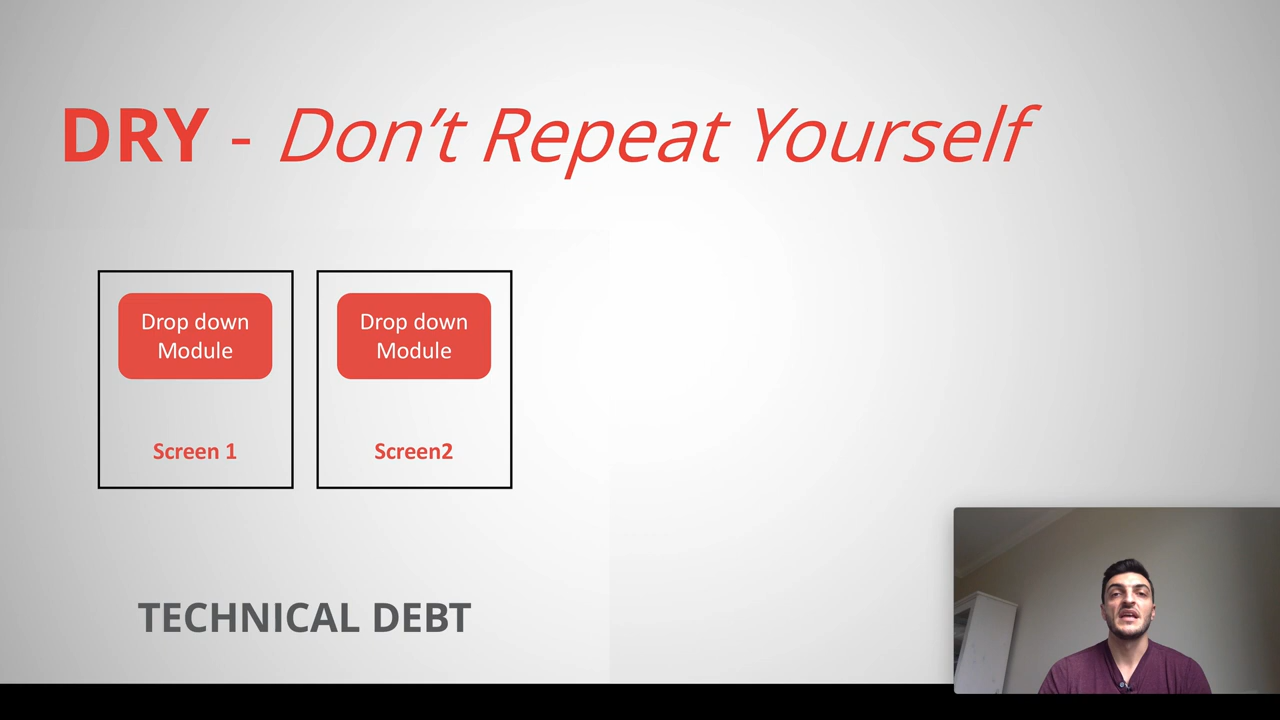 DRY - Don't Repeat Yourself
Drop down
Module
Screen 1
Drop down
Module
Screen2
TECHNICAL DEBT